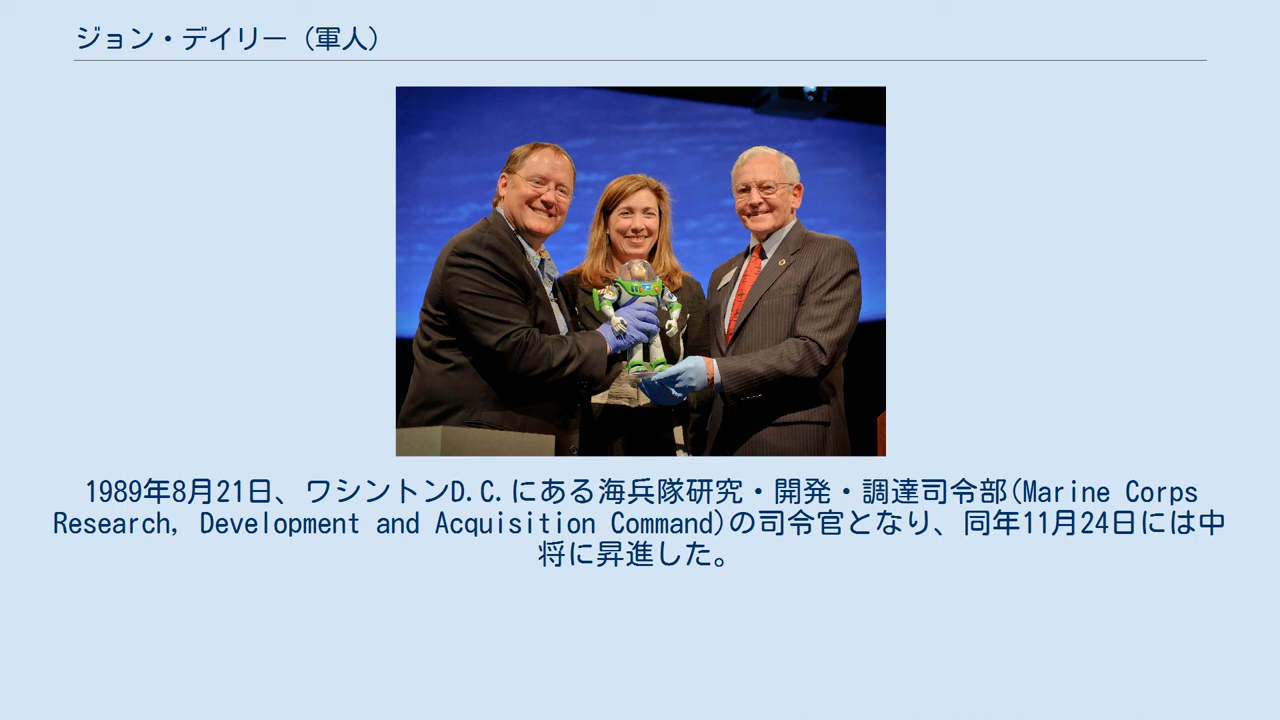 ジョン・デイリー（軍人）
1989年8月21日、ワシントンD.C.にある海兵隊研究・開発・調達司令部(Marine Corps
Research, Development and Acquisition Command)の司令官となり、同年11月24日には中
将に昇進した。